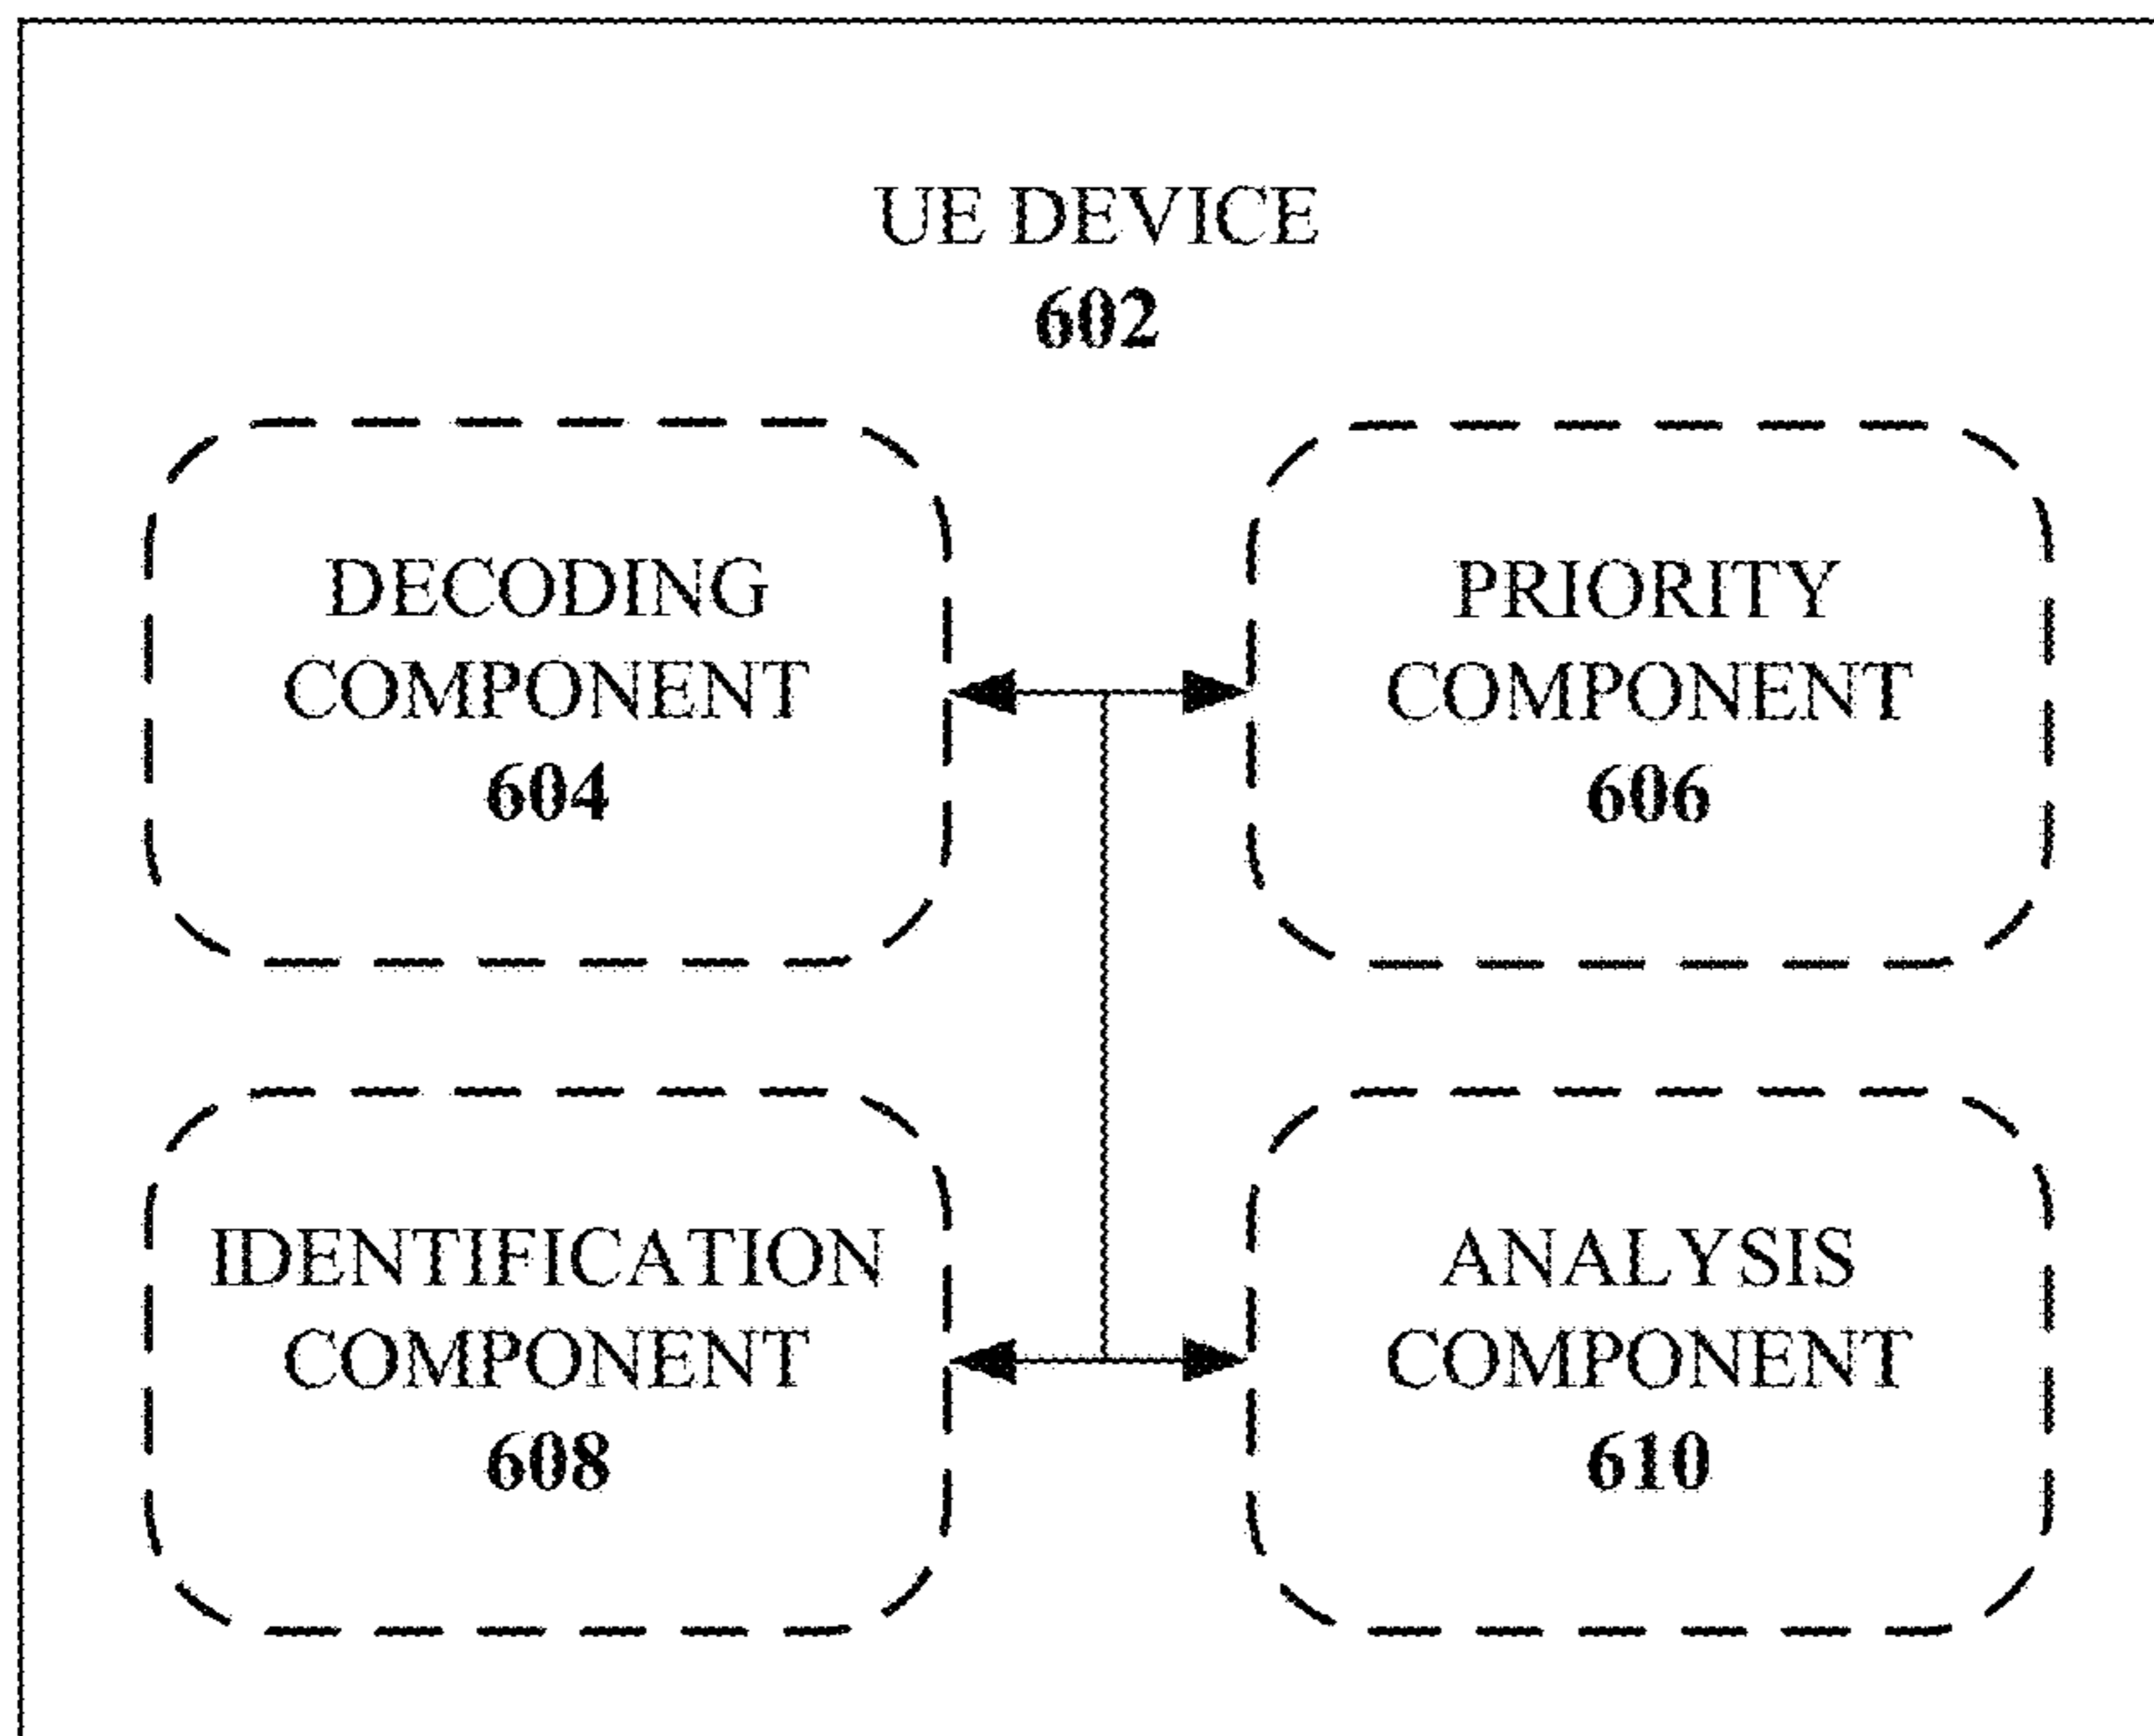 UE DEVICE
602
DECODING
COMPONENT
604
PRIORITY
COMPONENT
606
IDENTIFICATION
COMPONENT
608
ANALYSIS
COMPONENT
610